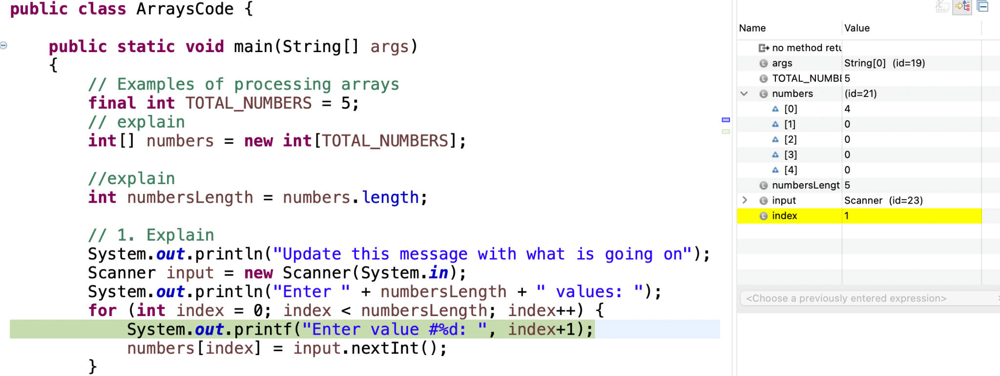 public class ArraysCode {
public static void main(String[] args)
{
// Examples of processing arrays
final int TOTAL_NUMBERS = 5;
// explain
int[] numbers = new int[TOTAL_NUMBERS];
//explain
int numbersLength = numbers.length;
// 1. Explain
System.out.println("Update this message with what is going on");
Scanner input = new Scanner(System.in);
System.out.println("Enter " + numbersLength + " values: ");
for (int index = 0; index < numbersLength; index++) {
System.out.printf("Enter value #%d: ", index+1);
numbers[index] = input.nextInt();
}
Name Value
no method retu
args String[0] (id=19)
TOTAL_NUMBE 5
numbers (id=21)
[0] 4
[1] 0
[2] 0
[3] 0
[4] 0
numbersLengt 5
input Scanner (id=23)
index 1
<Choose a previously entered expression>